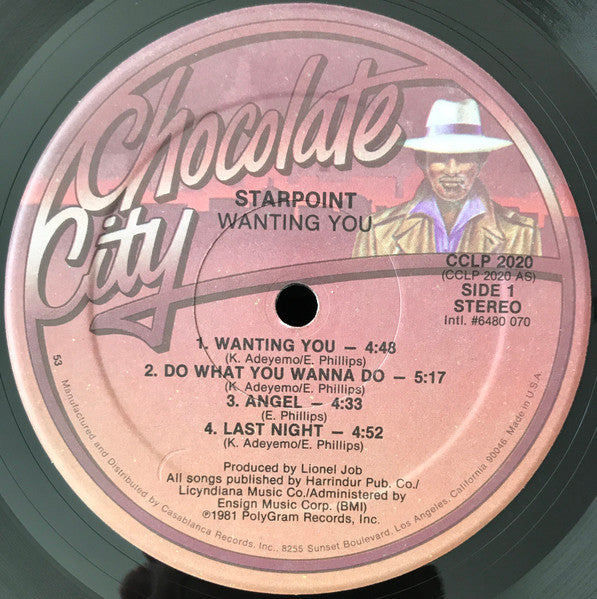 Chocolate
City
STARPOINT
WANTING YOU
CCLP 2020
(CCLP 2020 AS)
SIDE 1
STEREO
Intl. #6480 070
1. WANTING YOU — 4:48
(K. Adeyemo/E. Phillips)
2. DO WHAT YOU WANNA DO — 5:17
(K. Adeyemo/E. Phillips)
3. ANGEL — 4:33
(E. Phillips)
4. LAST NIGHT — 4:52
(K. Adeyemo/E. Phillips)
Produced by Lionel Job
All songs published by Harrindur Pub. Co./
Licyndiana Music Co./Administered by
Ensign Music Corp. (BMI)
℗1981 PolyGram Records, Inc.
53 Manufactured and Distributed by Casablanca Records, Inc., 8255 Sunset Boulevard, Los Angeles, California 90046 Made in U.S.A.